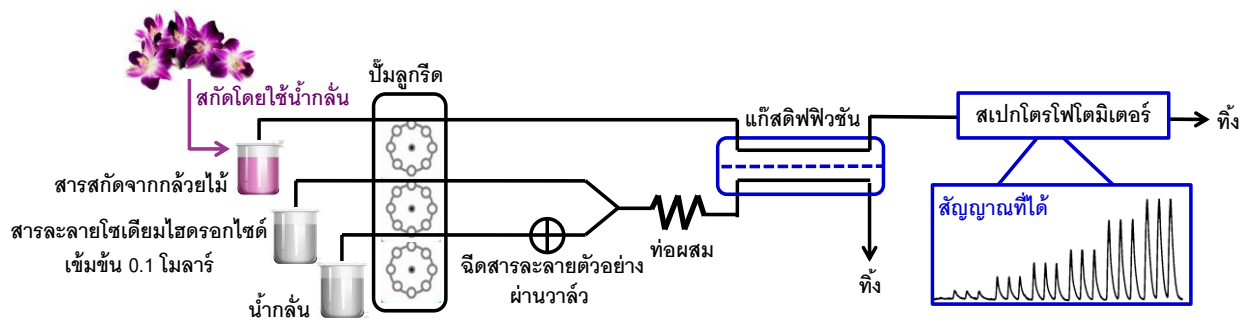 สกัดโดยใช้น้ำกลั่น
ปั๊มลูกรีด
แก๊สดิฟฟิวชัน
สเปกโตรโฟโตมิเตอร์
ทิ้ง
สารสกัดจากกล้วยไม้
สารละลายโซเดียมไฮดรอกไซด์
เข้มข้น 0.1 โมลาร์
น้ำกลั่น
ฉีดสารละลายตัวอย่าง
ผ่านวาล์ว
ท่อผสม
ทิ้ง
สัญญาณที่ได้